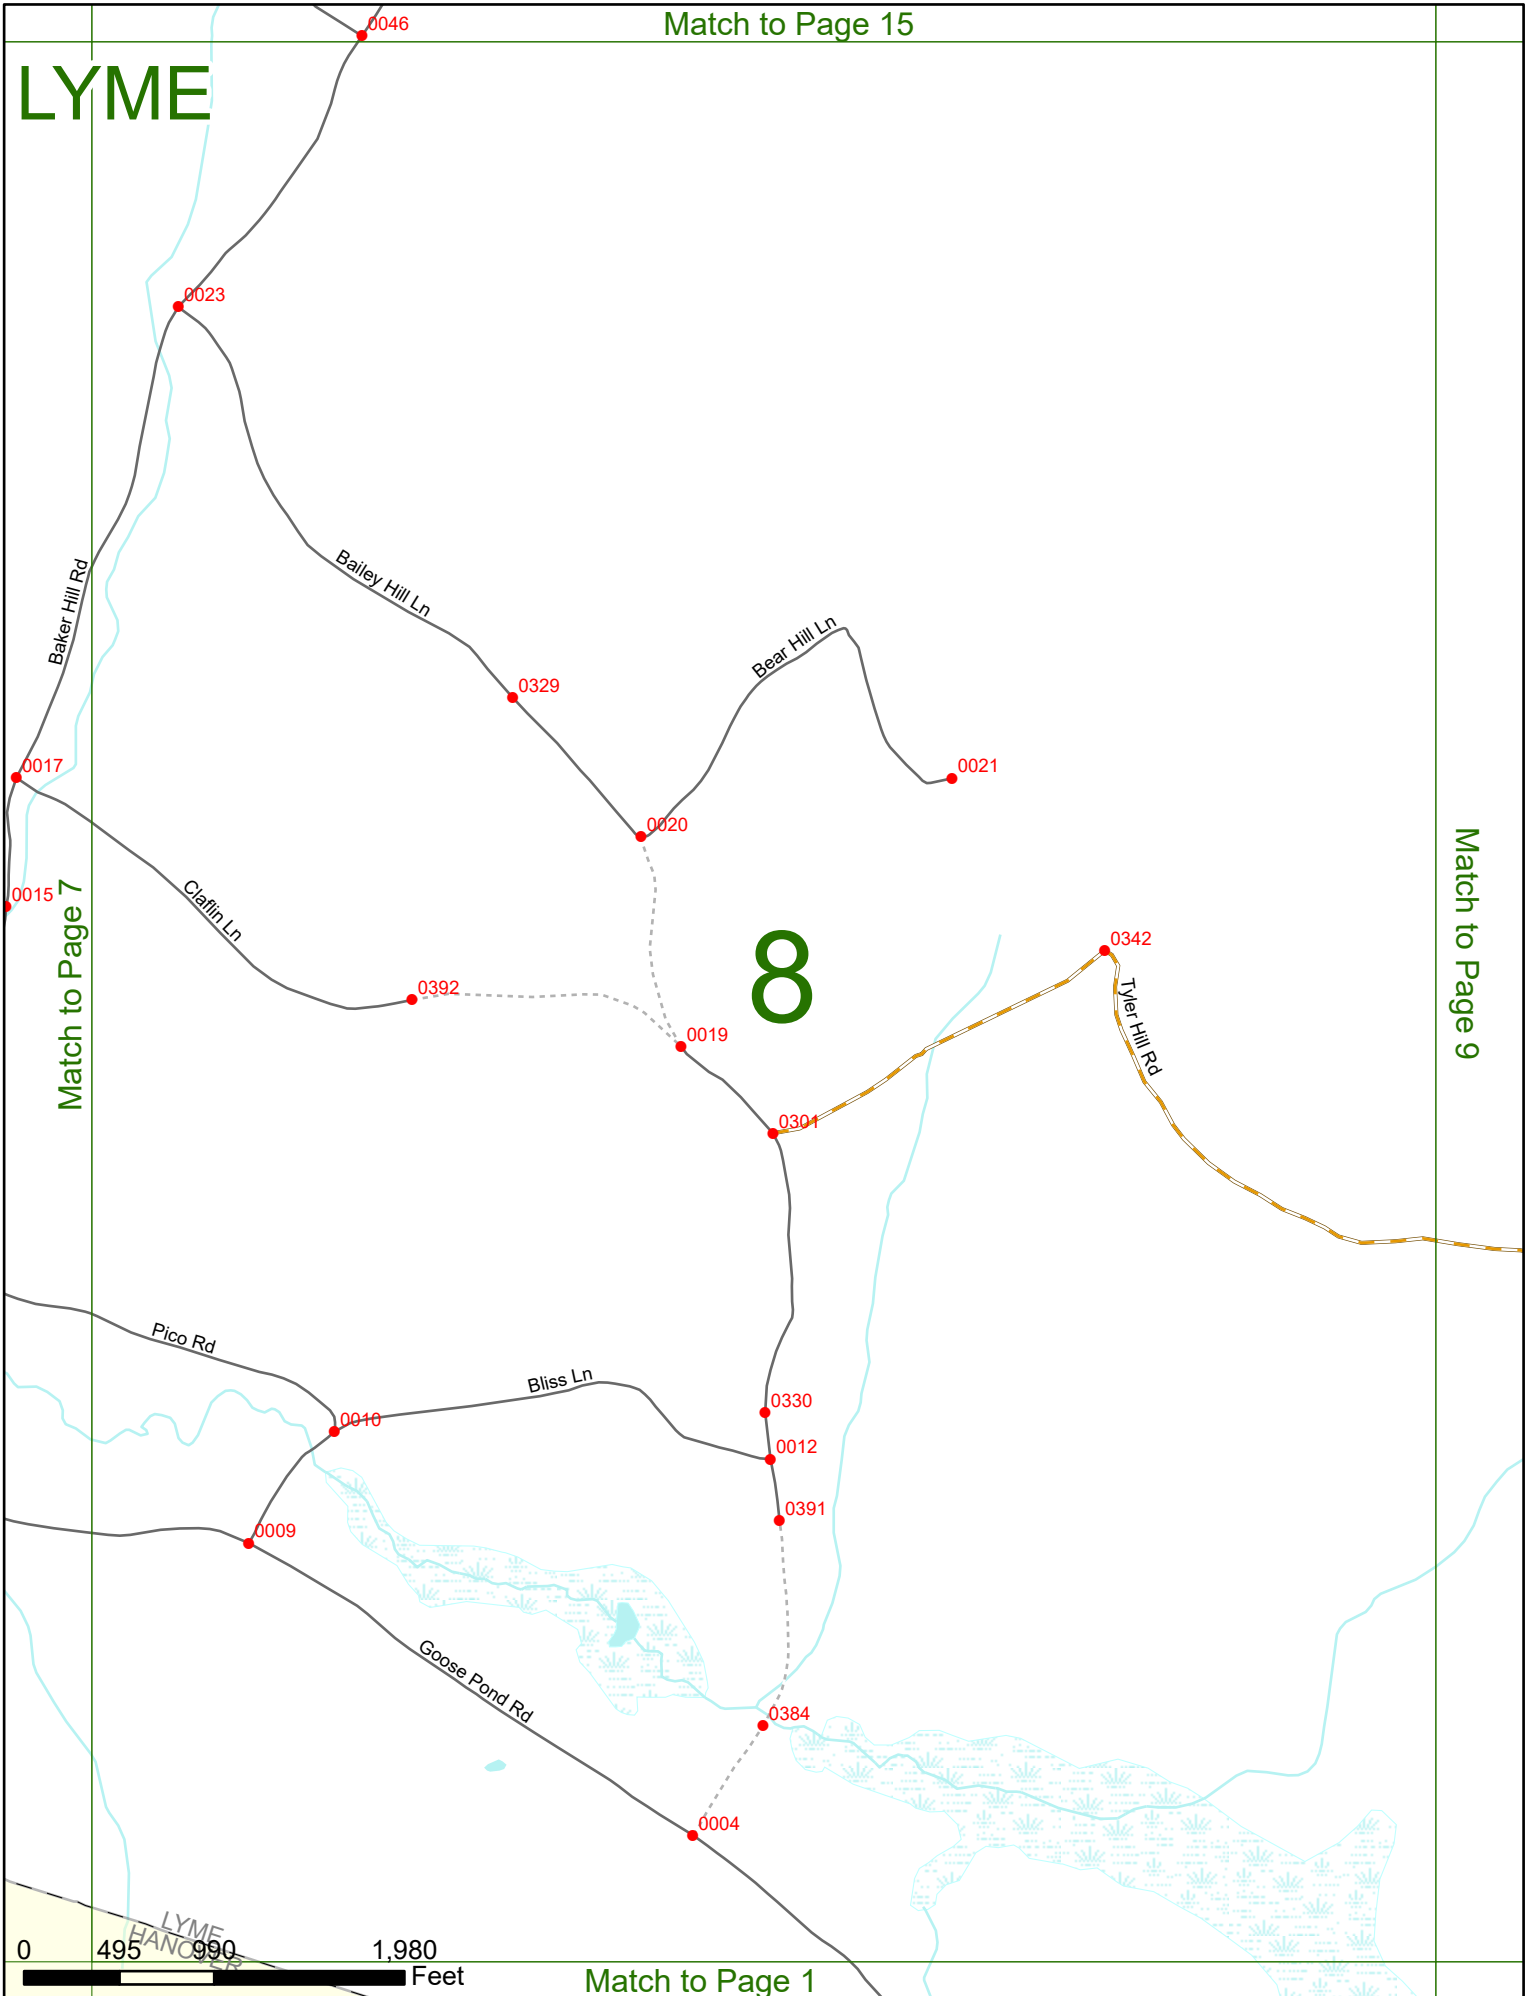 Match to Page 15
0046
LYME
0023
Baker Hill Rd
Bailey Hill Ln
Bear Hill Ln
0329
0017
0021
0020
0015
Claflin Ln
Match to Page 7
8
Match to Page 9
0342
0392
Tyler Hill Rd
0019
0301
Pico Rd
Bliss Ln
0330
0010
0012
0391
0009
Goose Pond Rd
0384
0004
LYME
HANOVER
0 495 990 1,980
Feet
Match to Page 1